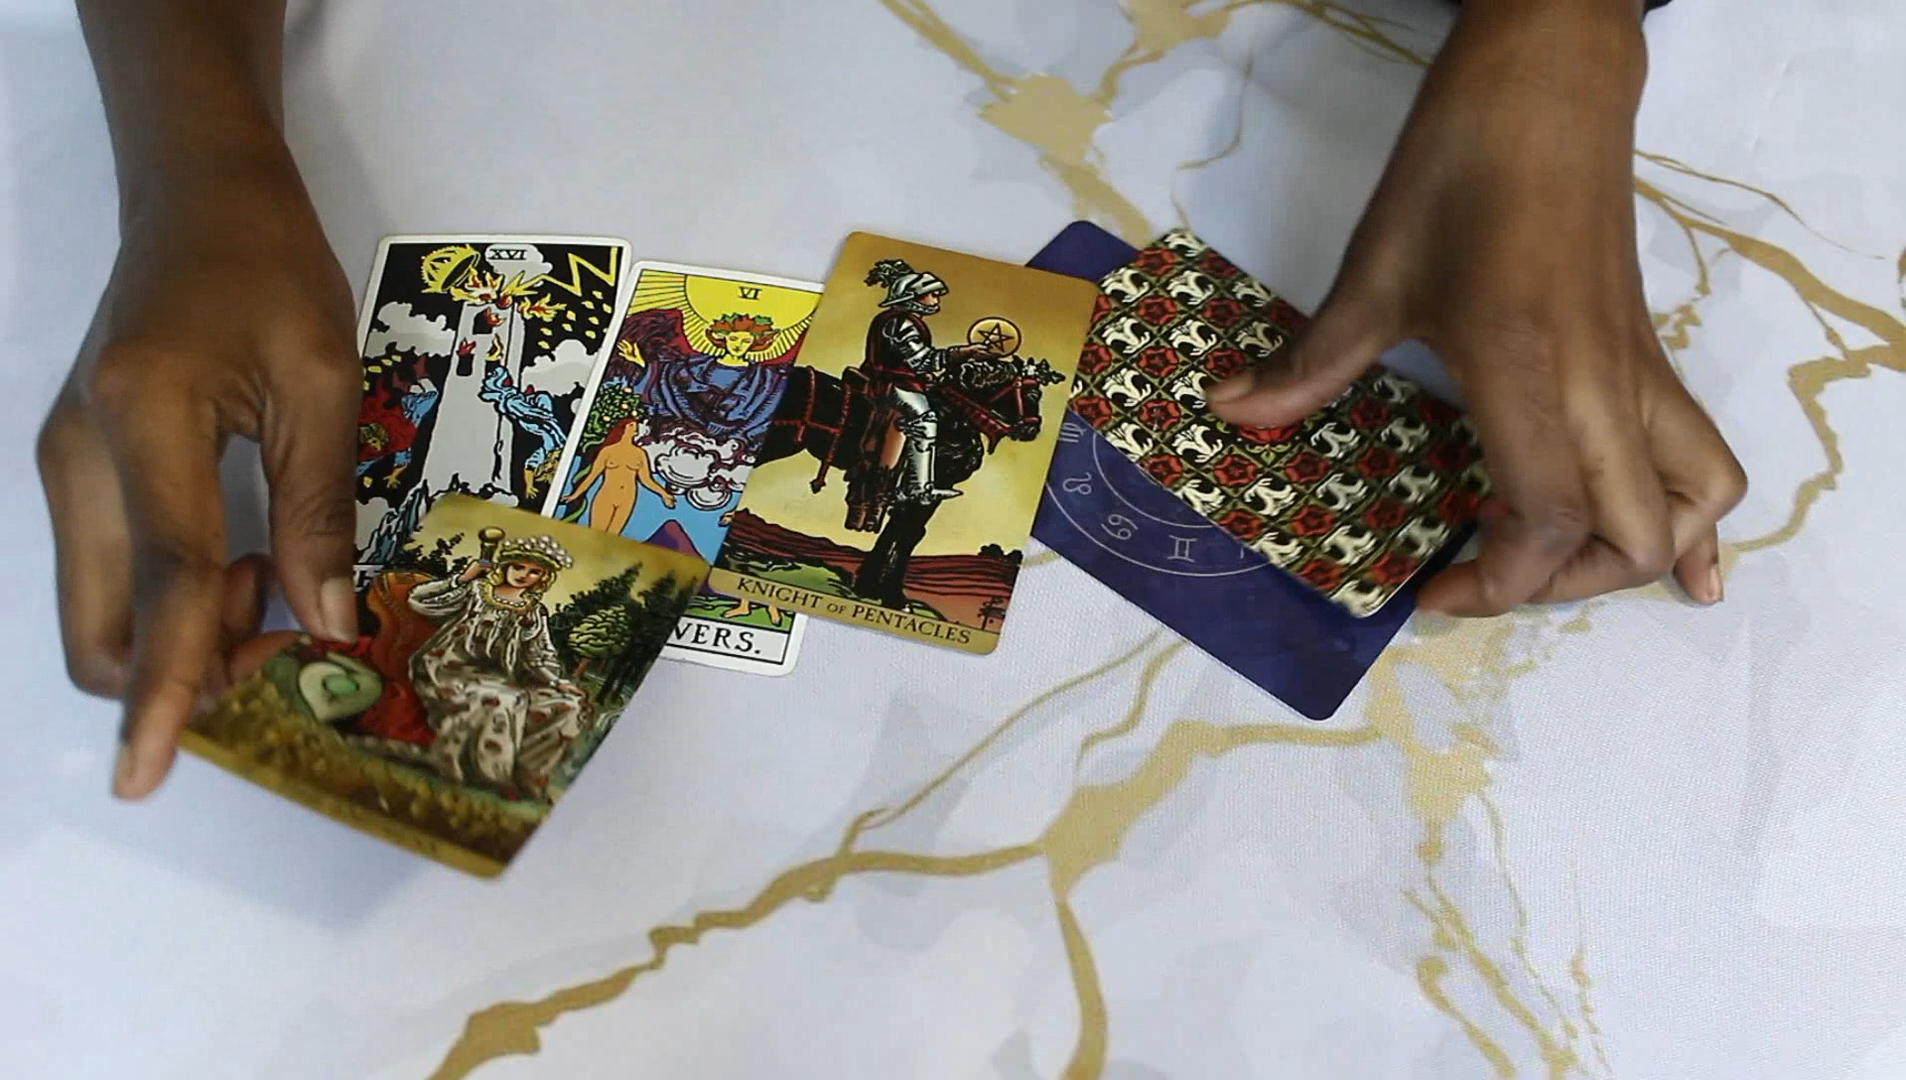 XVI
VI
VERS.
KNIGHT OF PENTACLES